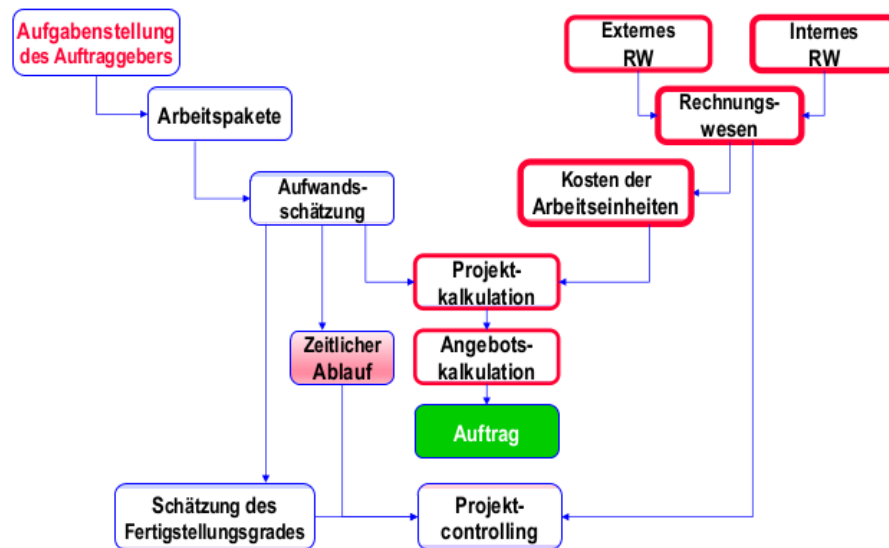 Aufgabenstellung
des Auftraggebers
Externes
RW
Internes
RW
Arbeitspakete
Rechnungs-
wesen
Aufwands-
schätzung
Kosten der
Arbeitseinheiten
Projekt-
kalkulation
Zeitlicher
Ablauf
Angebots-
kalkulation
Auftrag
Schätzung des
Fertigstellungsgrades
Projekt-
controlling